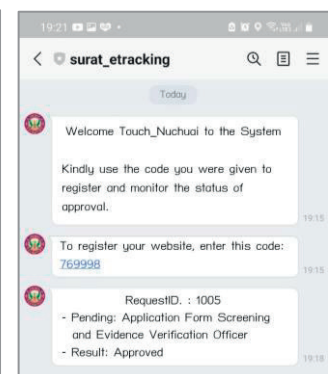 19:21
surat_etracking
Today
Welcome Touch_Nuchuai to the System
Kindly use the code you were given to
register and monitor the status of
approval.
19:15
To register your website, enter this code:
769998
19:15
RequestID. : 1005
- Pending: Application Form Screening
and Evidence Verification Officer
- Result: Approved
19:18